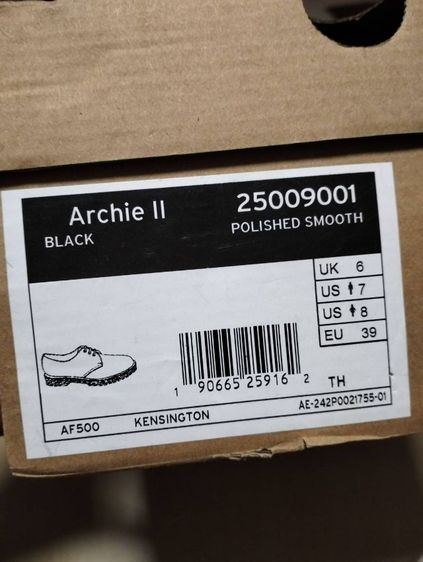 Archie II
25009001
BLACK
POLISHED SMOOTH
UK 6
US 7
US 8
EU 39
1 90665 25916 2
TH
AF500 KENSINGTON AE-242P0021755-01